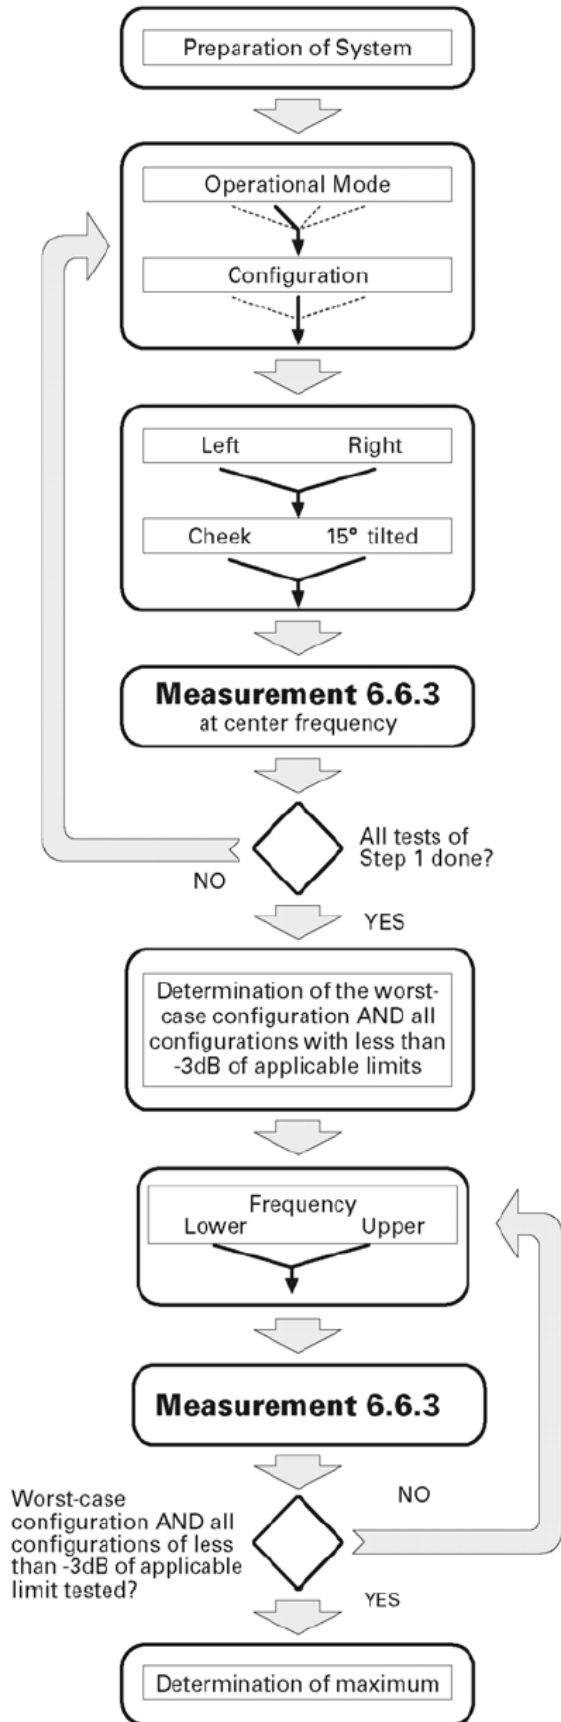 Preparation of System
Operational Mode
Configuration
Left Right
Cheek 15° tilted
Measurement 6.6.3
at center frequency
All tests of
Step 1 done?
NO
YES
Determination of the worst-
case configuration AND all
configurations with less than
-3dB of applicable limits
Frequency
Lower Upper
Measurement 6.6.3
Worst-case
configuration AND all
configurations of less
than -3dB of applicable
limit tested?
NO
YES
Determination of maximum